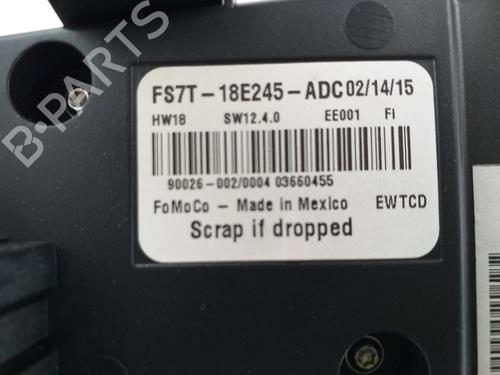 B-PARTS
FS7T-18E245-ADC 02/14/15
HW18 SW12.4.0 EE001 FI
90026-002/0004 03660455
FoMoCo - Made in Mexico EWTCD
Scrap if dropped